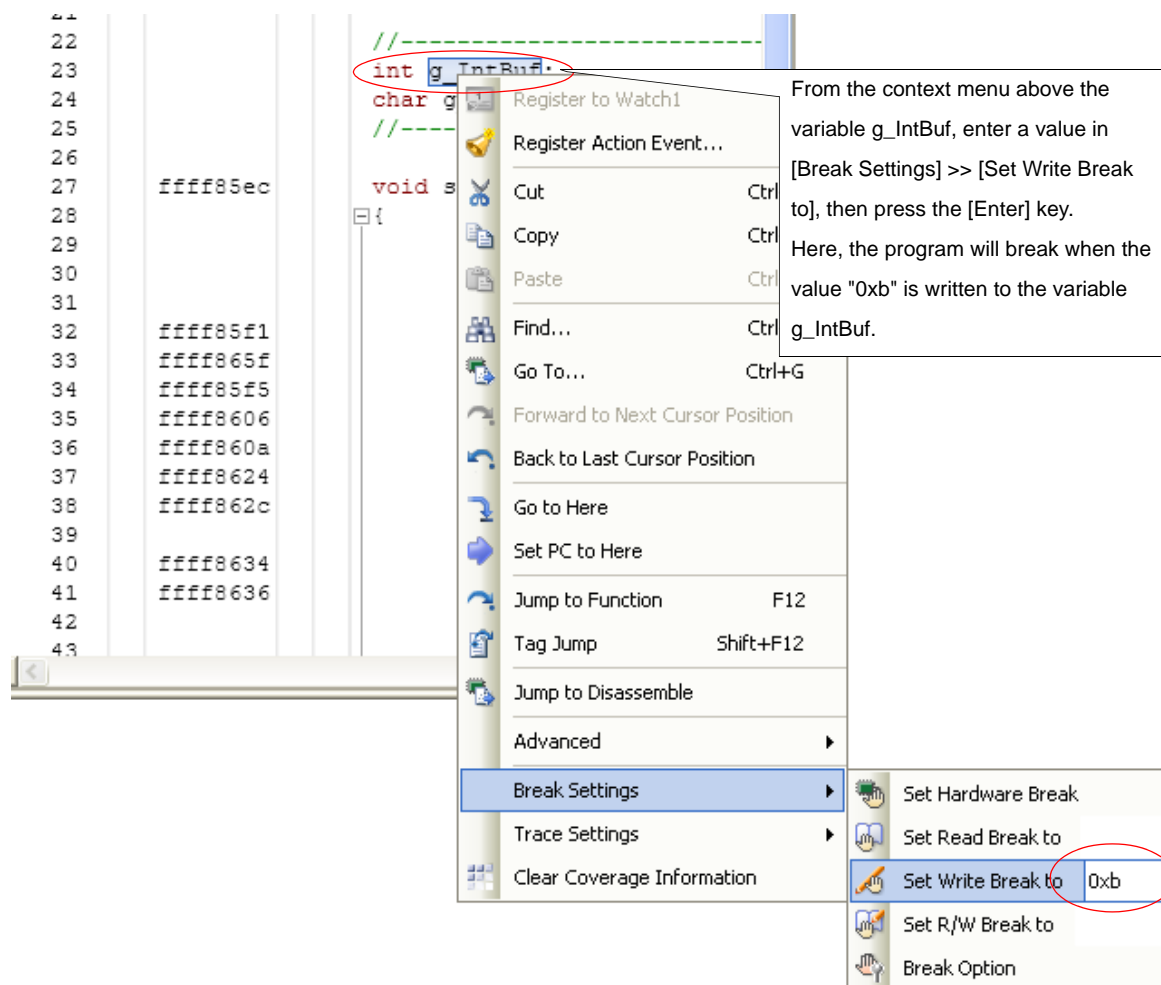 22 //----------------------------
23 int g_IntBuf;
24 char g
25 //----
26
27 ffff85ec void s
28 {
29
30
31
32 ffff85f1
33 ffff865f
34 ffff85f5
35 ffff8606
36 ffff860a
37 ffff8624
38 ffff862c
39
40 ffff8634
41 ffff8636
42
43
Register to Watch1
Register Action Event...
Cut Ctrl
Copy Ctrl
Paste Ctrl
Find... Ctrl
Go To... Ctrl+G
Forward to Next Cursor Position
Back to Last Cursor Position
Go to Here
Set PC to Here
Jump to Function F12
Tag Jump Shift+F12
Jump to Disassemble
Advanced
Break Settings
Trace Settings
Clear Coverage Information
Set Hardware Break
Set Read Break to
Set Write Break to 0xb
Set R/W Break to
Break Option
From the context menu above the
variable g_IntBuf, enter a value in
[Break Settings] >> [Set Write Break
to], then press the [Enter] key.
Here, the program will break when the
value "0xb" is written to the variable
g_IntBuf.